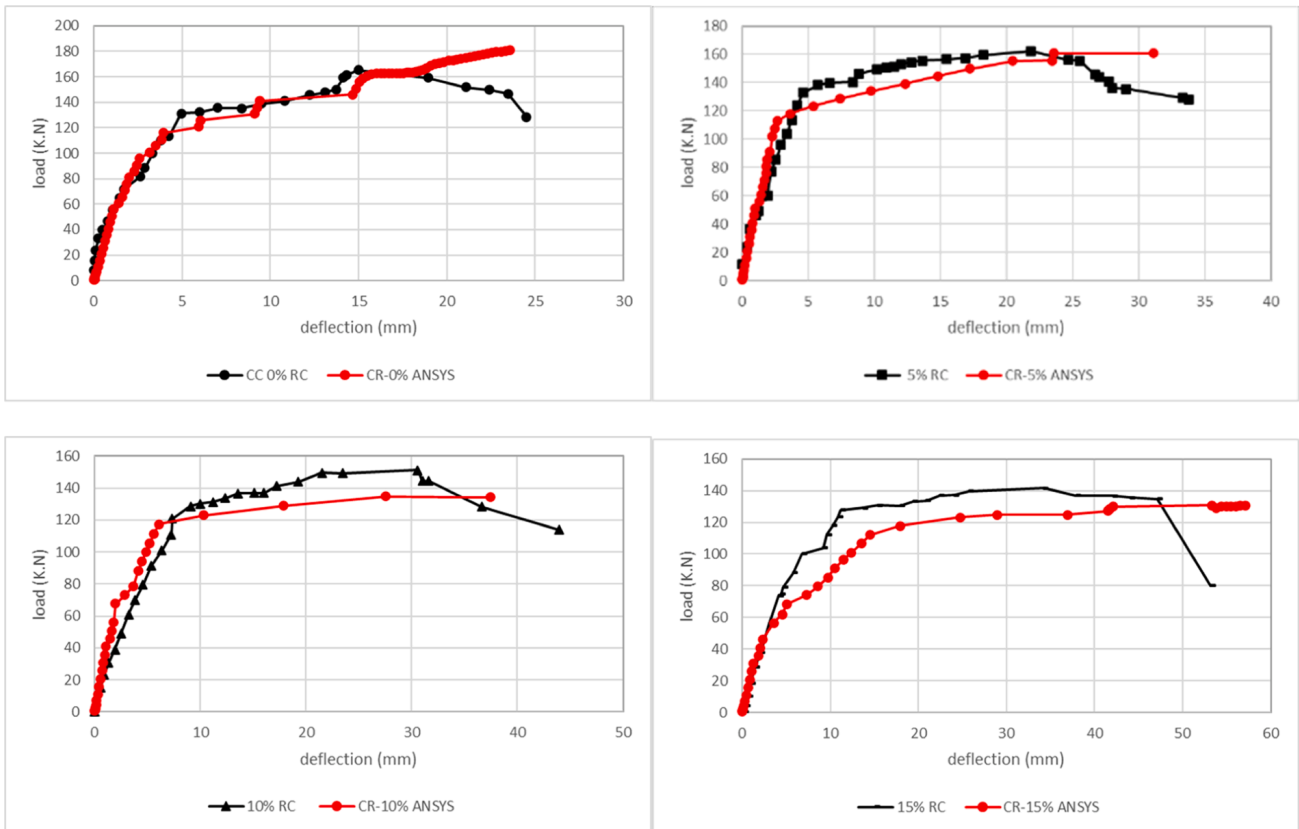 200
180
160
140
120
100
80
60
40
20
0
load (K.N)
0 5 10 15 20 25 30
deflection (mm)
CC 0% RC CR-0% ANSYS
180
160
140
120
100
80
60
40
20
0
load (K.N)
0 5 10 15 20 25 30 35 40
deflection (mm)
5% RC CR-5% ANSYS
160
140
120
100
80
60
40
20
0
load (K.N)
0 10 20 30 40 50
deflection (mm)
10% RC CR-10% ANSYS
160
140
120
100
80
60
40
20
0
load (K.N)
0 10 20 30 40 50 60
deflection (mm)
15% RC CR-15% ANSYS